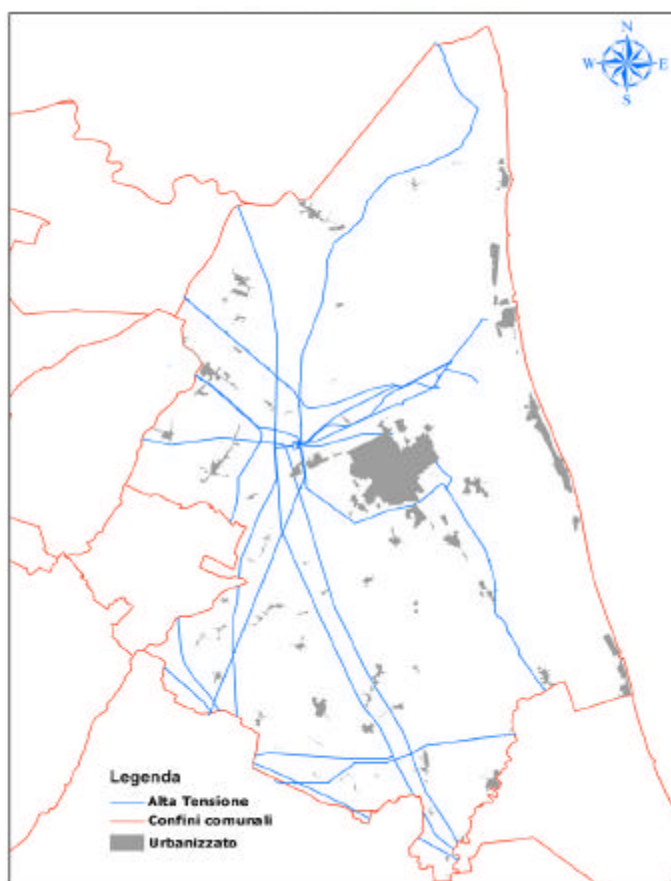 N
W E
S
Legenda
Alta Tensione
Confini comunali
Urbanizzato